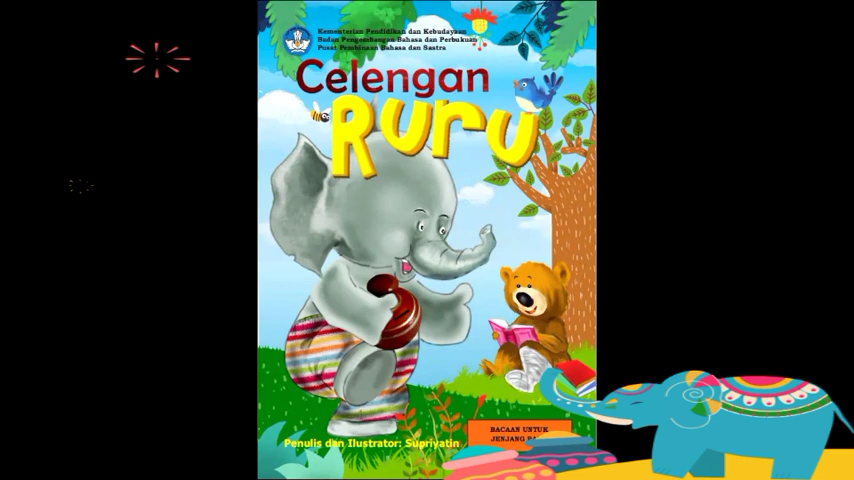 Kementerian Pendidikan dan Kebudayaan
Badan Pengembangan Bahasa dan Perbukuan
Pusat Pembinaan Bahasa dan Sastra
Celengan
Ruru
BACAAN UNTUK
JENJANG
Penulis dan Ilustrator: Supriyatin